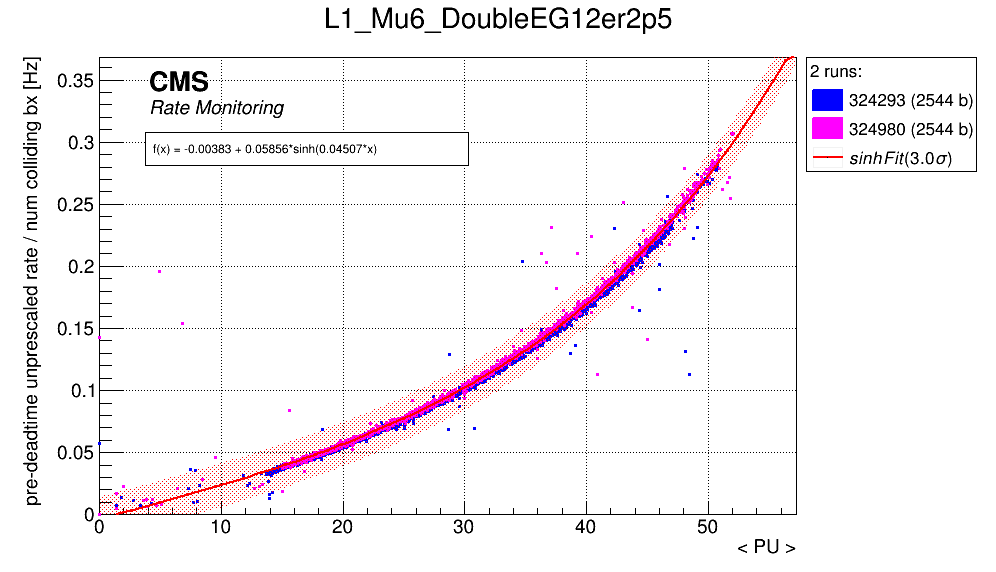 L1_Mu6_DoubleEG12er2p5
CMS
Rate Monitoring
f(x) = -0.00383 + 0.05856*sinh(0.04507*x)
2 runs:
324293 (2544 b)
324980 (2544 b)
sinhFit(3.0σ)
pre-deadtime unprescaled rate / num colliding bx [Hz]
0.35
0.3
0.25
0.2
0.15
0.1
0.05
0
0 10 20 30 40 50
< PU >